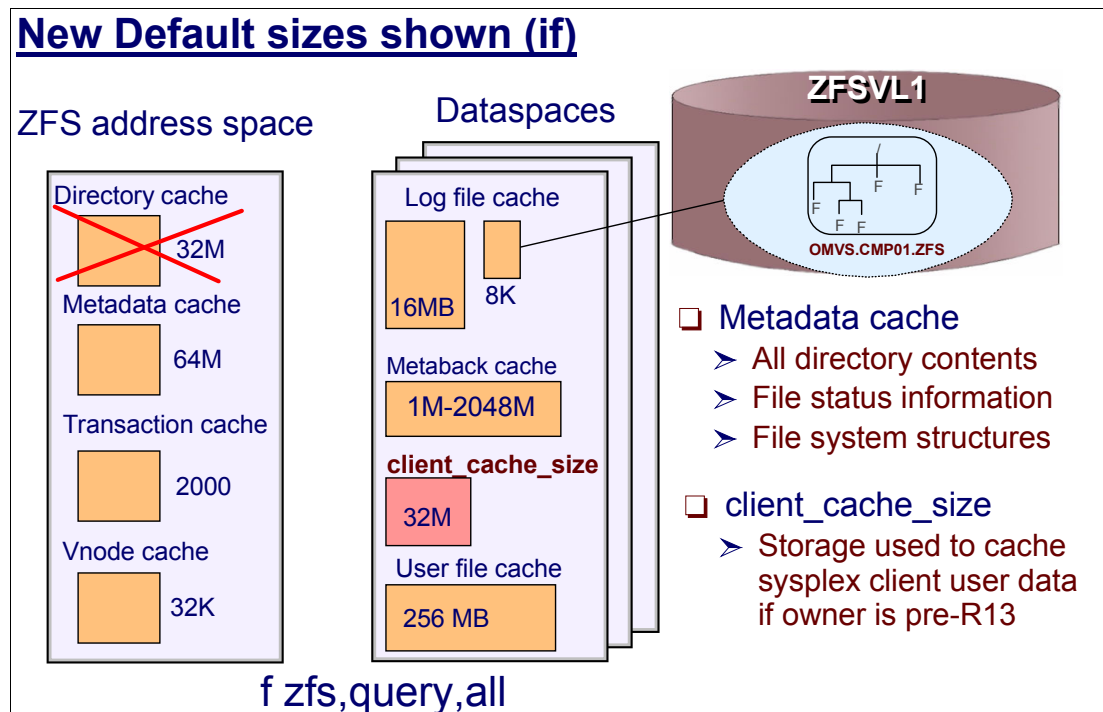 New Default sizes shown (if)
ZFS address space
Directory cache
32M
Metadata cache
64M
Transaction cache
2000
Vnode cache
32K
Dataspaces
Log file cache
16MB
8K
Metaback cache
1M-2048M
client_cache_size
32M
User file cache
256 MB
f zfs,query,all
ZFSVL1
/
F
F
F
F
F
OMVS.CMP01.ZFS
❑ Metadata cache
➢ All directory contents
➢ File status information
➢ File system structures
❑ client_cache_size
➢ Storage used to cache
sysplex client user data
if owner is pre-R13